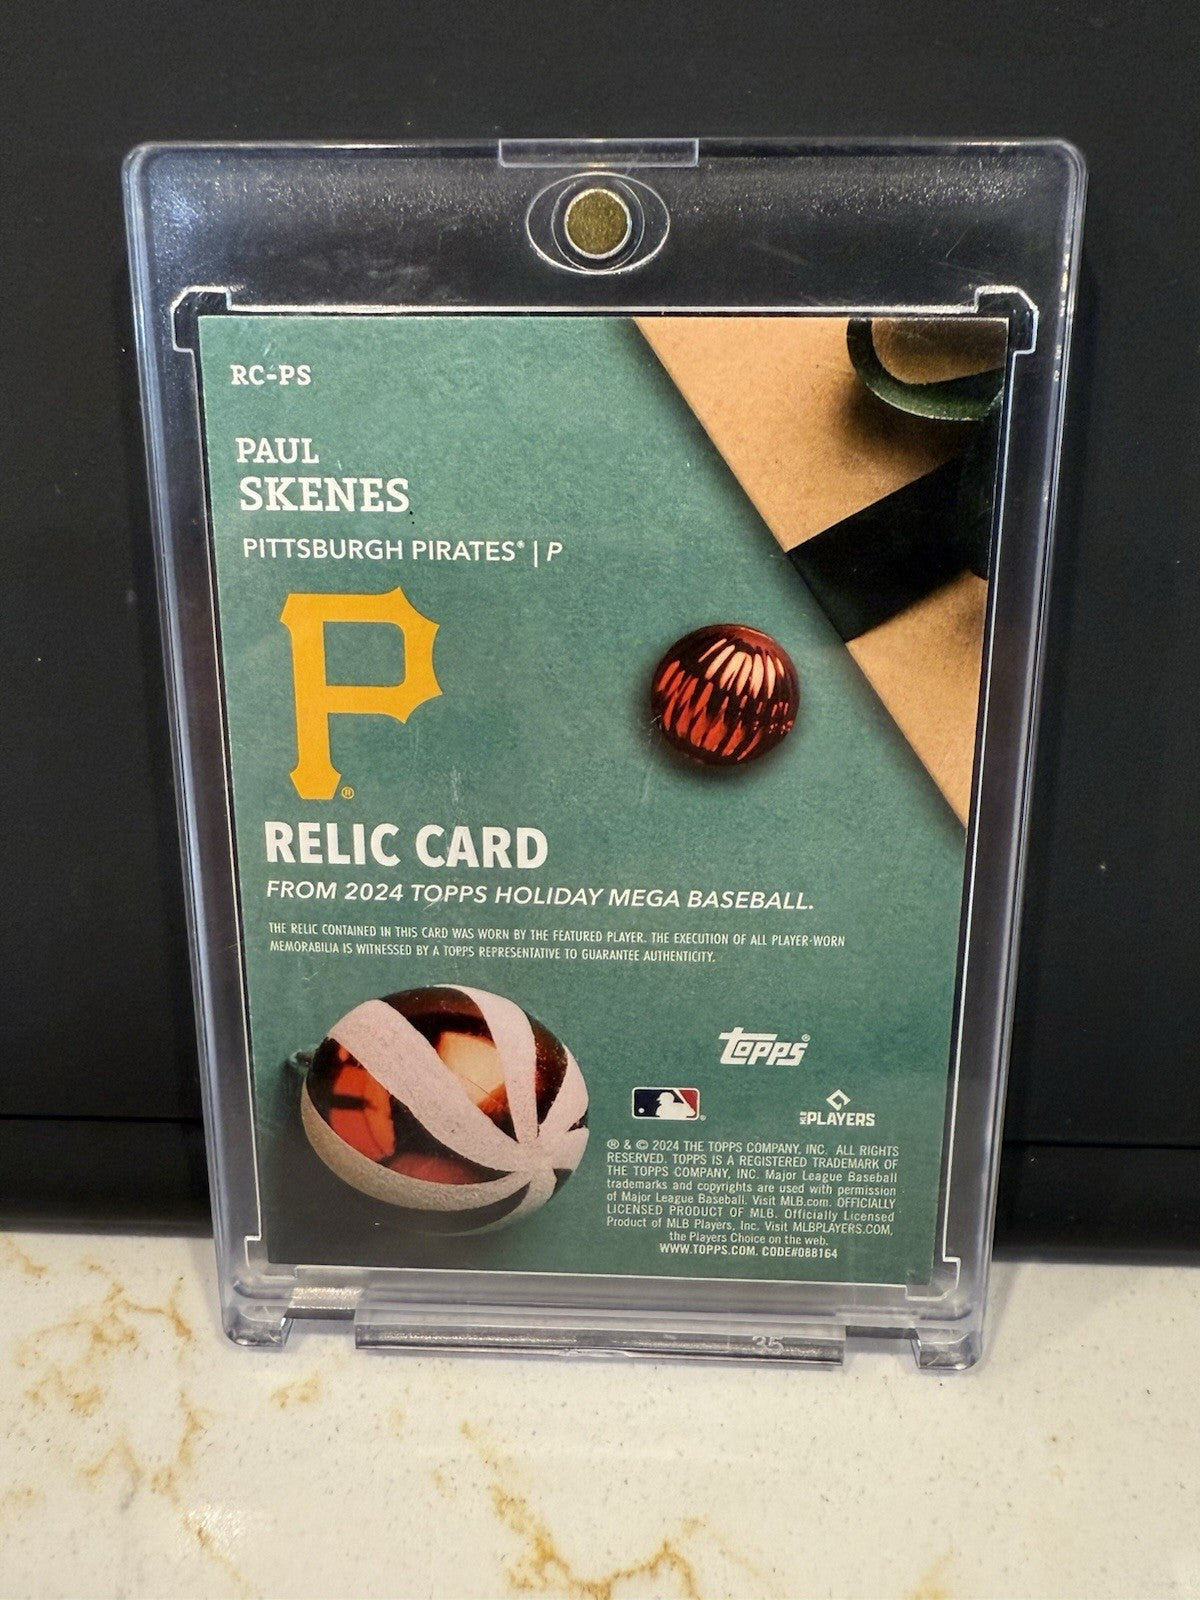 RC-PS
PAUL
SKENES
PITTSBURGH PIRATES® | P
P®
RELIC CARD
FROM 2024 TOPPS HOLIDAY MEGA BASEBALL.
THE RELIC CONTAINED IN THIS CARD WAS WORN BY THE FEATURED PLAYER. THE EXECUTION OF ALL PLAYER-WORN
MEMORABILIA IS WITNESSED BY A TOPPS REPRESENTATIVE TO GUARANTEE AUTHENTICITY.
Topps®
MLB PLAYERS
® & © 2024 THE TOPPS COMPANY, INC. ALL RIGHTS
RESERVED. TOPPS IS A REGISTERED TRADEMARK OF
THE TOPPS COMPANY, INC. Major League Baseball
trademarks and copyrights are used with permission
of Major League Baseball. Visit MLB.com. OFFICIALLY
LICENSED PRODUCT OF MLB. Officially Licensed
Product of MLB Players, Inc. Visit MLBPLAYERS.COM,
the Players Choice on the web.
WWW.TOPPS.COM. CODE#088164
35